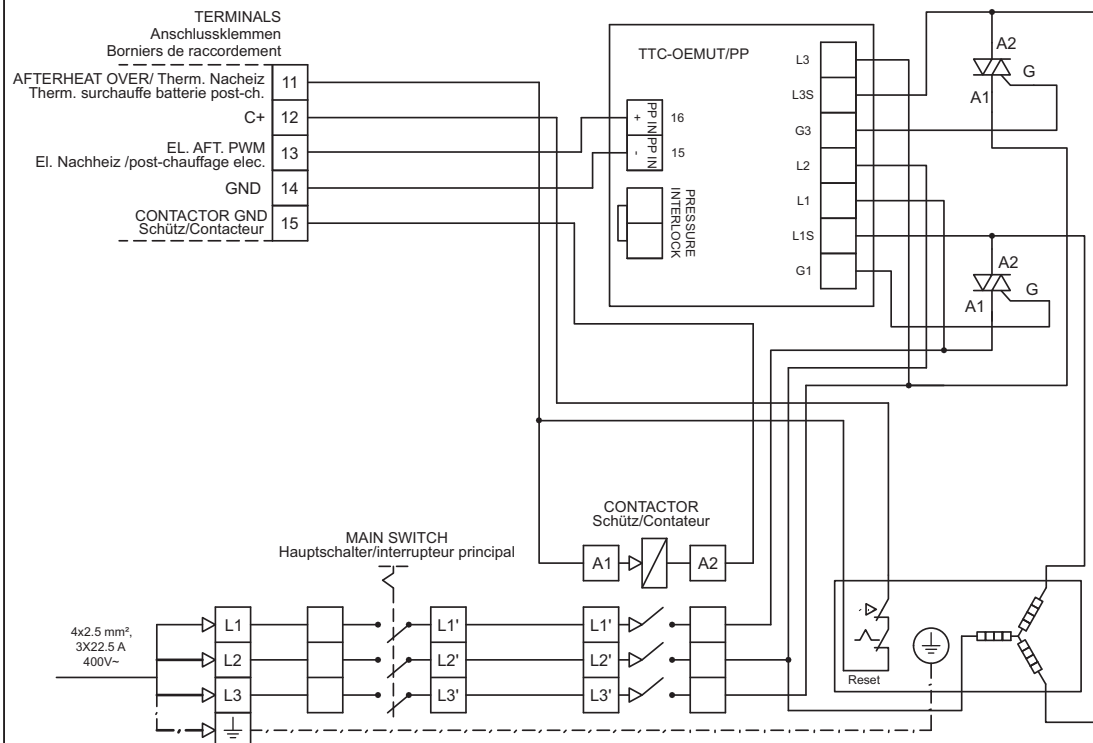 TERMINALS
Anschlussklemmen
Borniers de raccordement
AFTERHEAT OVER/ Therm. Nacheiz
Therm. surchauffe batterie post-ch.
11
C+
12
EL. AFT. PWM
El. Nachheiz /post-chauffage elec.
13
GND
14
CONTACTOR GND
Schütz/Contacteur
15
TTC-OEMUT/PP
+
PP IN
16
-
PP IN
15
PRESSURE
INTERLOCK
L3
L3S
G3
L2
L1
L1S
G1
A2
G
A1
A2
G
A1
CONTACTOR
Schütz/Contateur
A1
A2
MAIN SWITCH
Hauptschalter/interrupteur principal
4x2.5 mm²,
3X22.5 A
400V~
L1
L1'
L1'
L2
L2'
L2'
L3
L3'
L3'
Reset